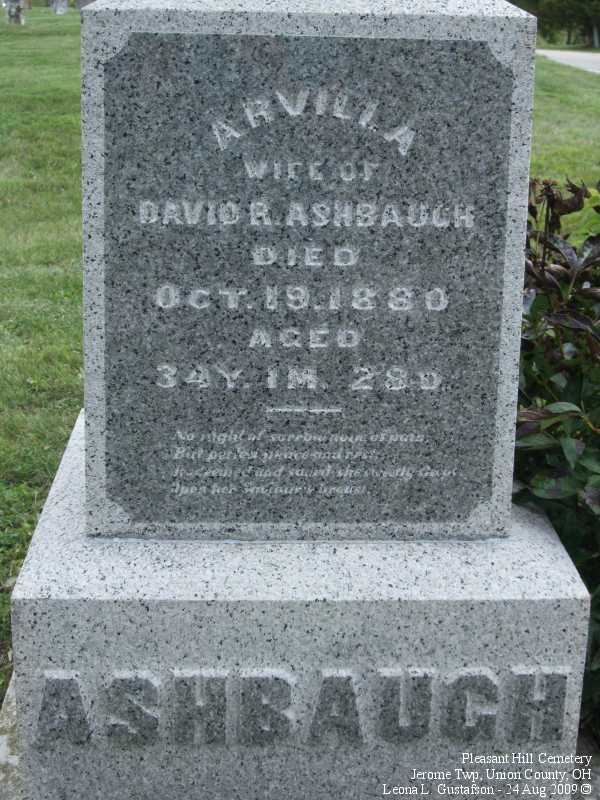 ARVILLA
WIFE OF
DAVID R. ASHBAUGH
DIED
OCT. 19. 1880
AGED
34Y. 1M. 28D.
No night of sorrow none of pain,
But perfect peace and rest,
Redeemed and saved she sweetly
Upon her Saviour's breast.
ASHBAUGH
Pleasant Hill Cemetery
Jerome Twp, Union County, OH
Leona L. Gustafson - 24 Aug 2009 ©